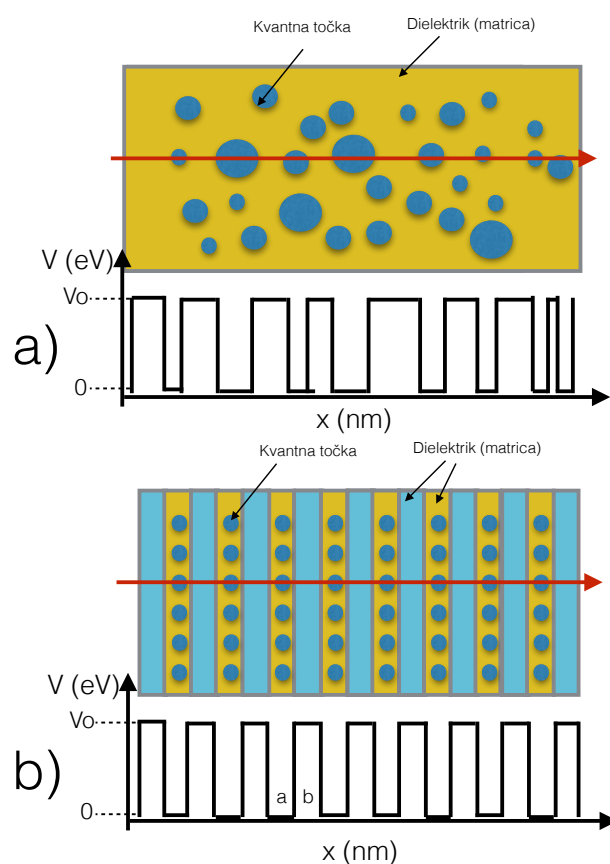 Kvantna točka
Dielektrik (matrica)
V (eV)
Vo
a)
0
x (nm)
Kvantna točka
Dielektrik (matrica)
V (eV)
Vo
b)
a
b
0
x (nm)